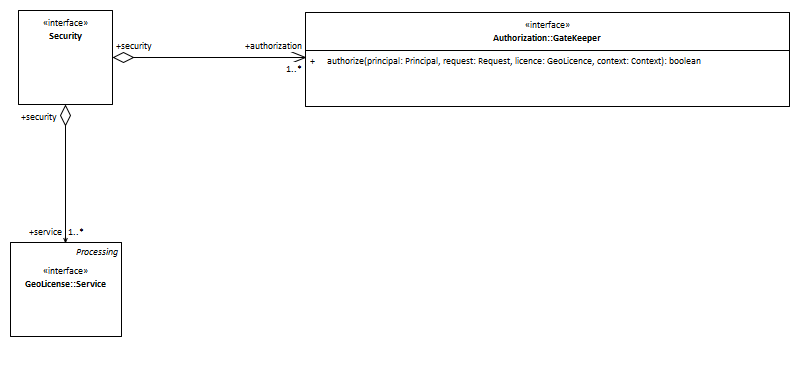 «interface»
Security
+security
+authorization
1..*
«interface»
Authorization::GateKeeper
+ authorize(principal: Principal, request: Request, licence: GeoLicence, context: Context): boolean
+security
+service 1..*
Processing
«interface»
GeoLicense::Service